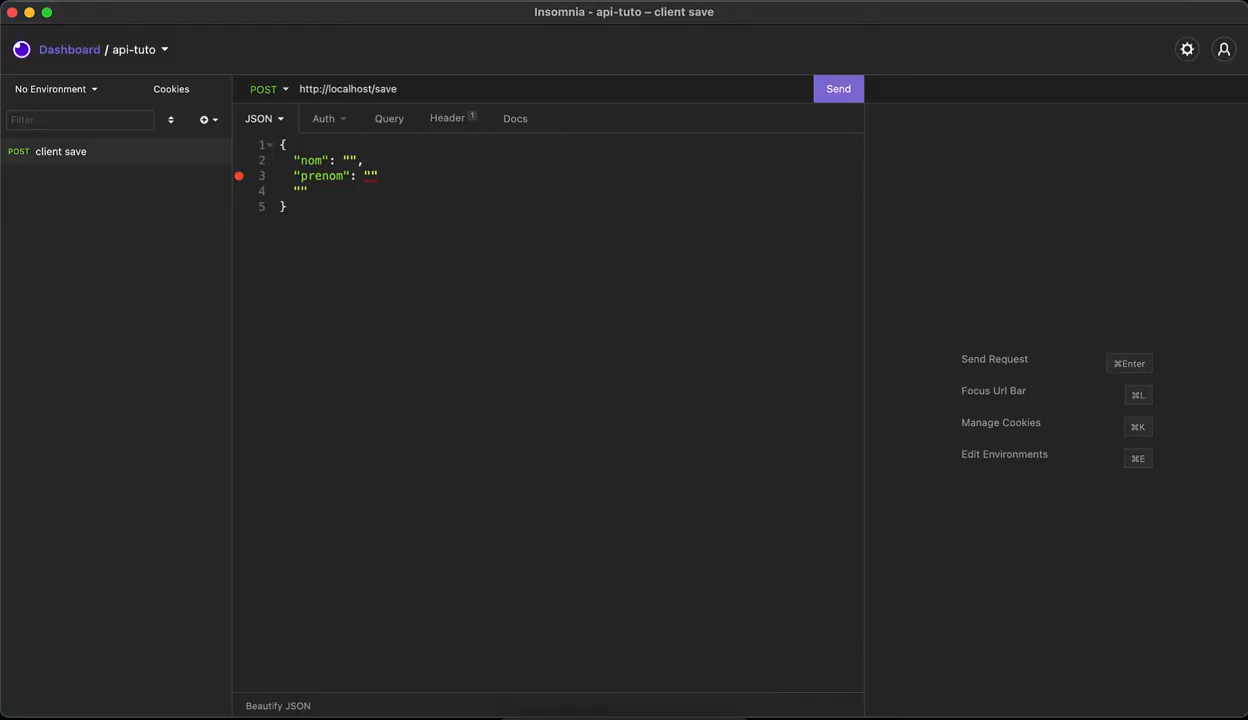 Insomnia - api-tuto – client save
Dashboard / api-tuto
No Environment
Cookies
POST http://localhost/save
Send
Filter
JSON Auth Query Header 1 Docs
POST client save
1 {
2 "nom": "",
3 "prenom": ""
4 ""
5 }
Send Request ⌘Enter
Focus Url Bar ⌘L
Manage Cookies ⌘K
Edit Environments ⌘E
Beautify JSON